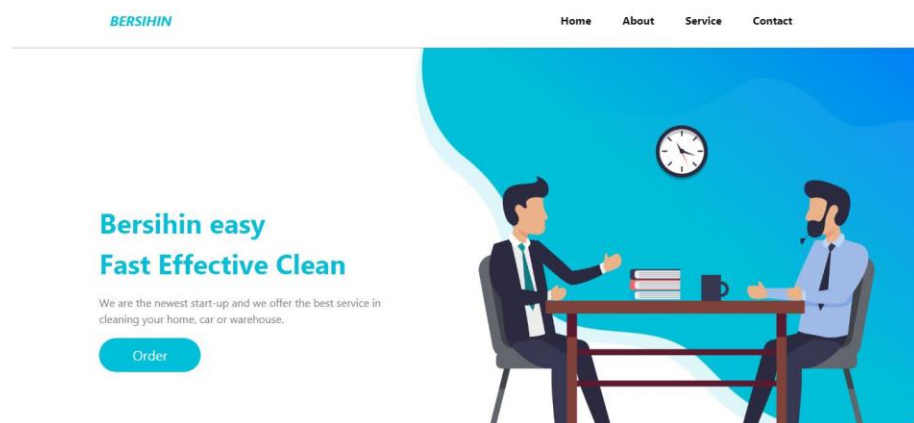 BERSIHIN
Home About Service Contact
Bersihin easy
Fast Effective Clean
We are the newest start-up and we offer the best service in
cleaning your home, car or warehouse.
Order